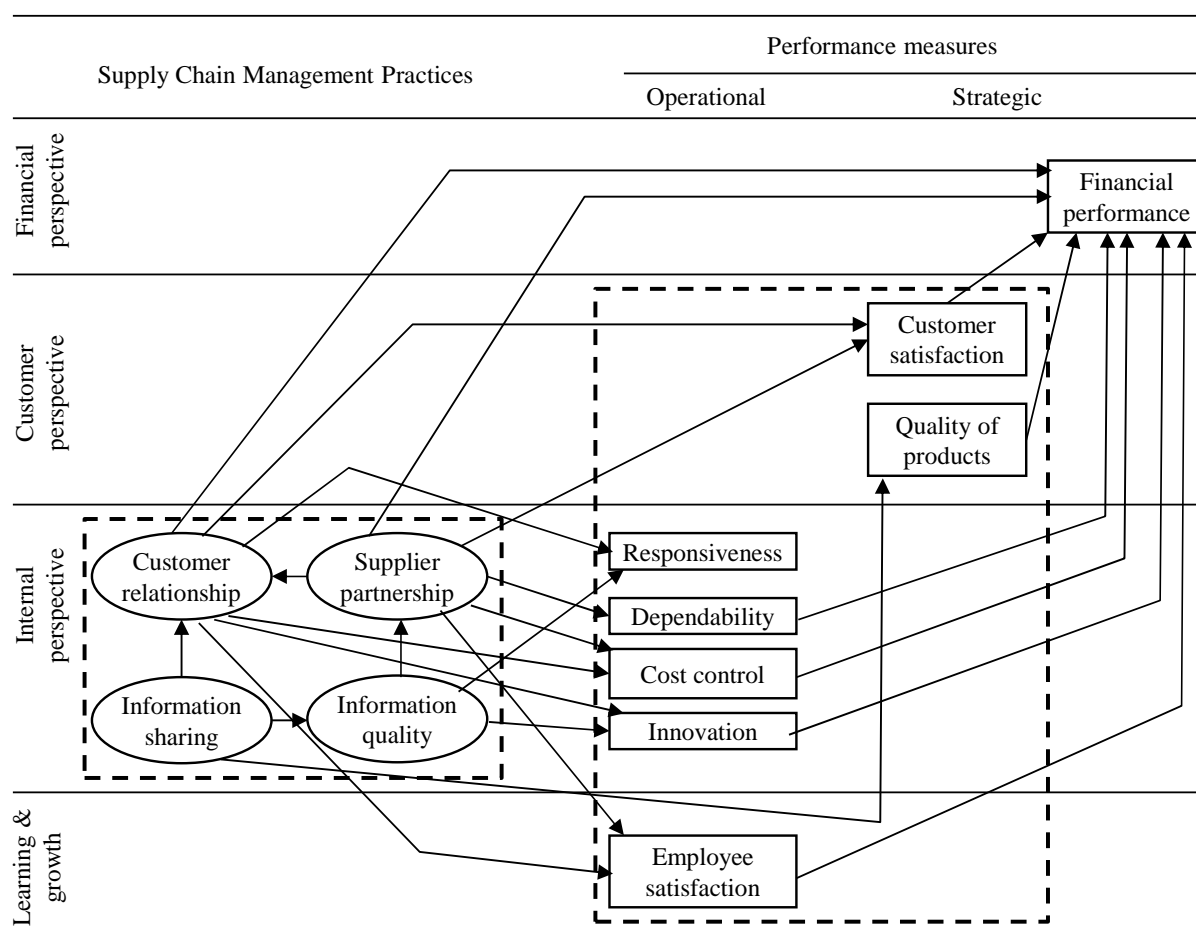 Performance measures
Supply Chain Management Practices
Operational
Strategic
Financial
perspective
Financial
performance
Customer
perspective
Customer
satisfaction
Quality of
products
Internal
perspective
Customer
relationship
Supplier
partnership
Responsiveness
Dependability
Cost control
Information
sharing
Information
quality
Innovation
Learning &
growth
Employee
satisfaction